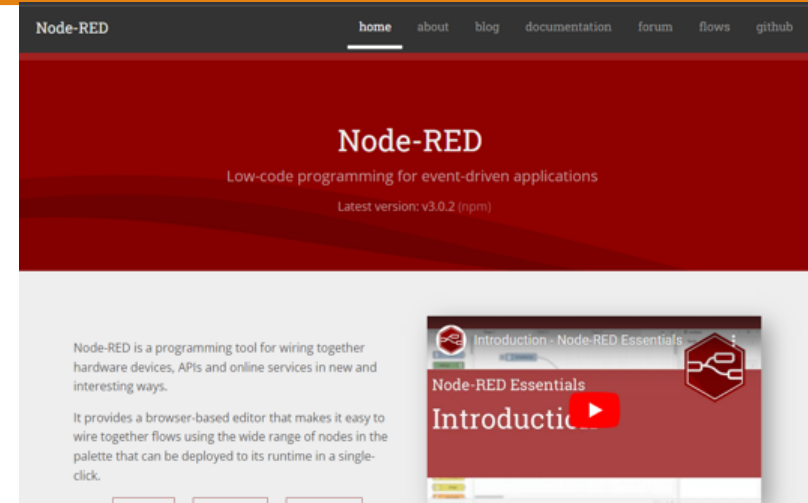 Node-RED
home about blog documentation forum flows github
Node-RED
Low-code programming for event-driven applications
Latest version: v3.0.2 (npm)
Node-RED is a programming tool for wiring together
hardware devices, APIs and online services in new and
interesting ways.
It provides a browser-based editor that makes it easy to
wire together flows using the wide range of nodes in the
palette that can be deployed to its runtime in a single-
click.
Introduction - Node-RED Essentials
Node-RED Essentials
Introduction